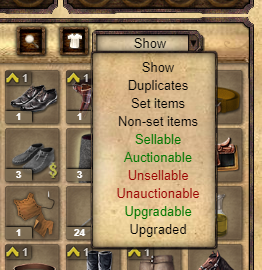 Show
1
1
Show
Duplicates
Set items
Non-set items
Sellable
Auctionable
Unsellable
Unauctionable
Upgradable
Upgraded
1
1
3
$
3
1
24
1
1
1